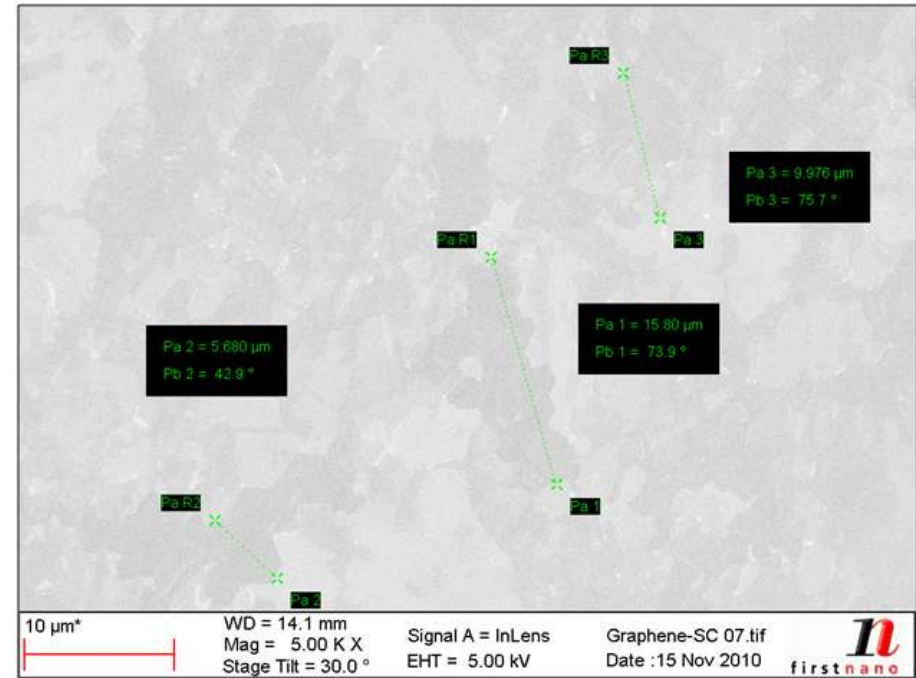 Pa R3
Pa 3 = 9.976 µm
Pb 3 = 75.7 °
Pa R1
Pa 3
Pa 1 = 15.80 µm
Pb 1 = 73.9 °
Pa 2 = 5.680 µm
Pb 2 = 42.9 °
Pa R2
Pa 1
Pa 2
10 µm*
WD = 14.1 mm
Mag = 5.00 K X
Stage Tilt = 30.0 °
Signal A = InLens
EHT = 5.00 kV
Graphene-SC 07.tif
Date :15 Nov 2010
n
firstnano